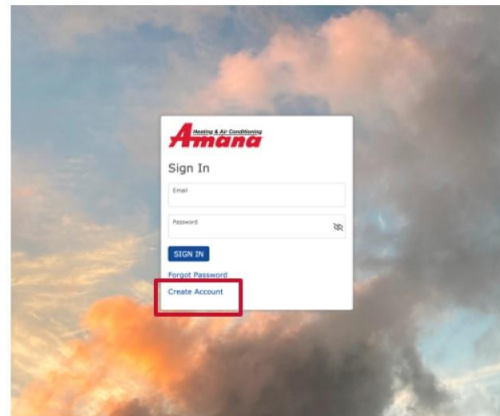 Heating & Air Conditioning
Amana
Sign In
Email
Password
SIGN IN
Forgot Password
Create Account